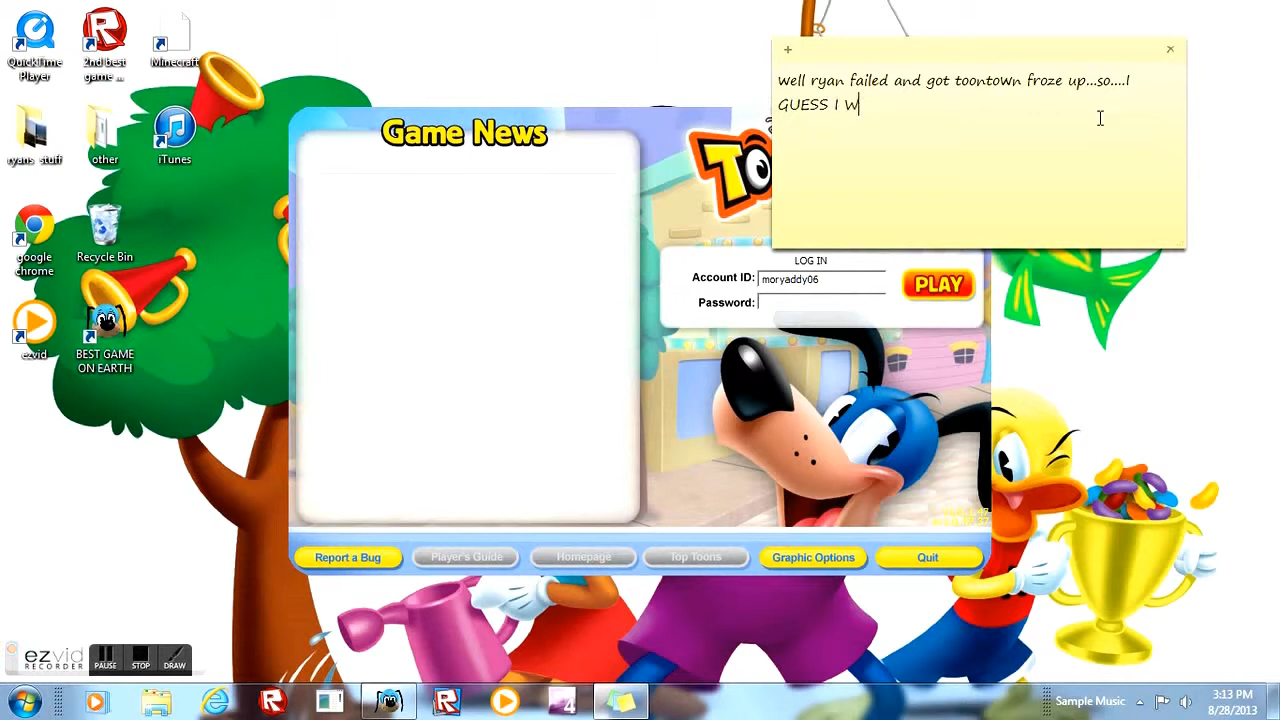 QuickTime Player
2nd best game ...
Minecraft
ryans stuff
other
iTunes
google chrome
Recycle Bin
ezvid
BEST GAME ON EARTH
Game News
TO
well ryan failed and got toontown froze up...so....I
GUESS I W
LOG IN
Account ID: moryaddy06
Password:
PLAY
Report a Bug
Player's Guide
Homepage
Top Toons
Graphic Options
Quit
ezvid
RECORDER
PAUSE
STOP
DRAW
4
Sample Music
3:13 PM
8/28/2013